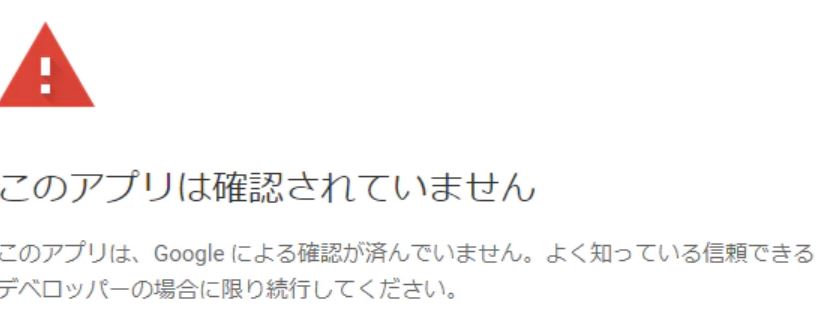 このアプリは確認されていません
このアプリは、Google による確認が済んでいません。よく知っている信頼できる
デベロッパーの場合に限り続行してください。